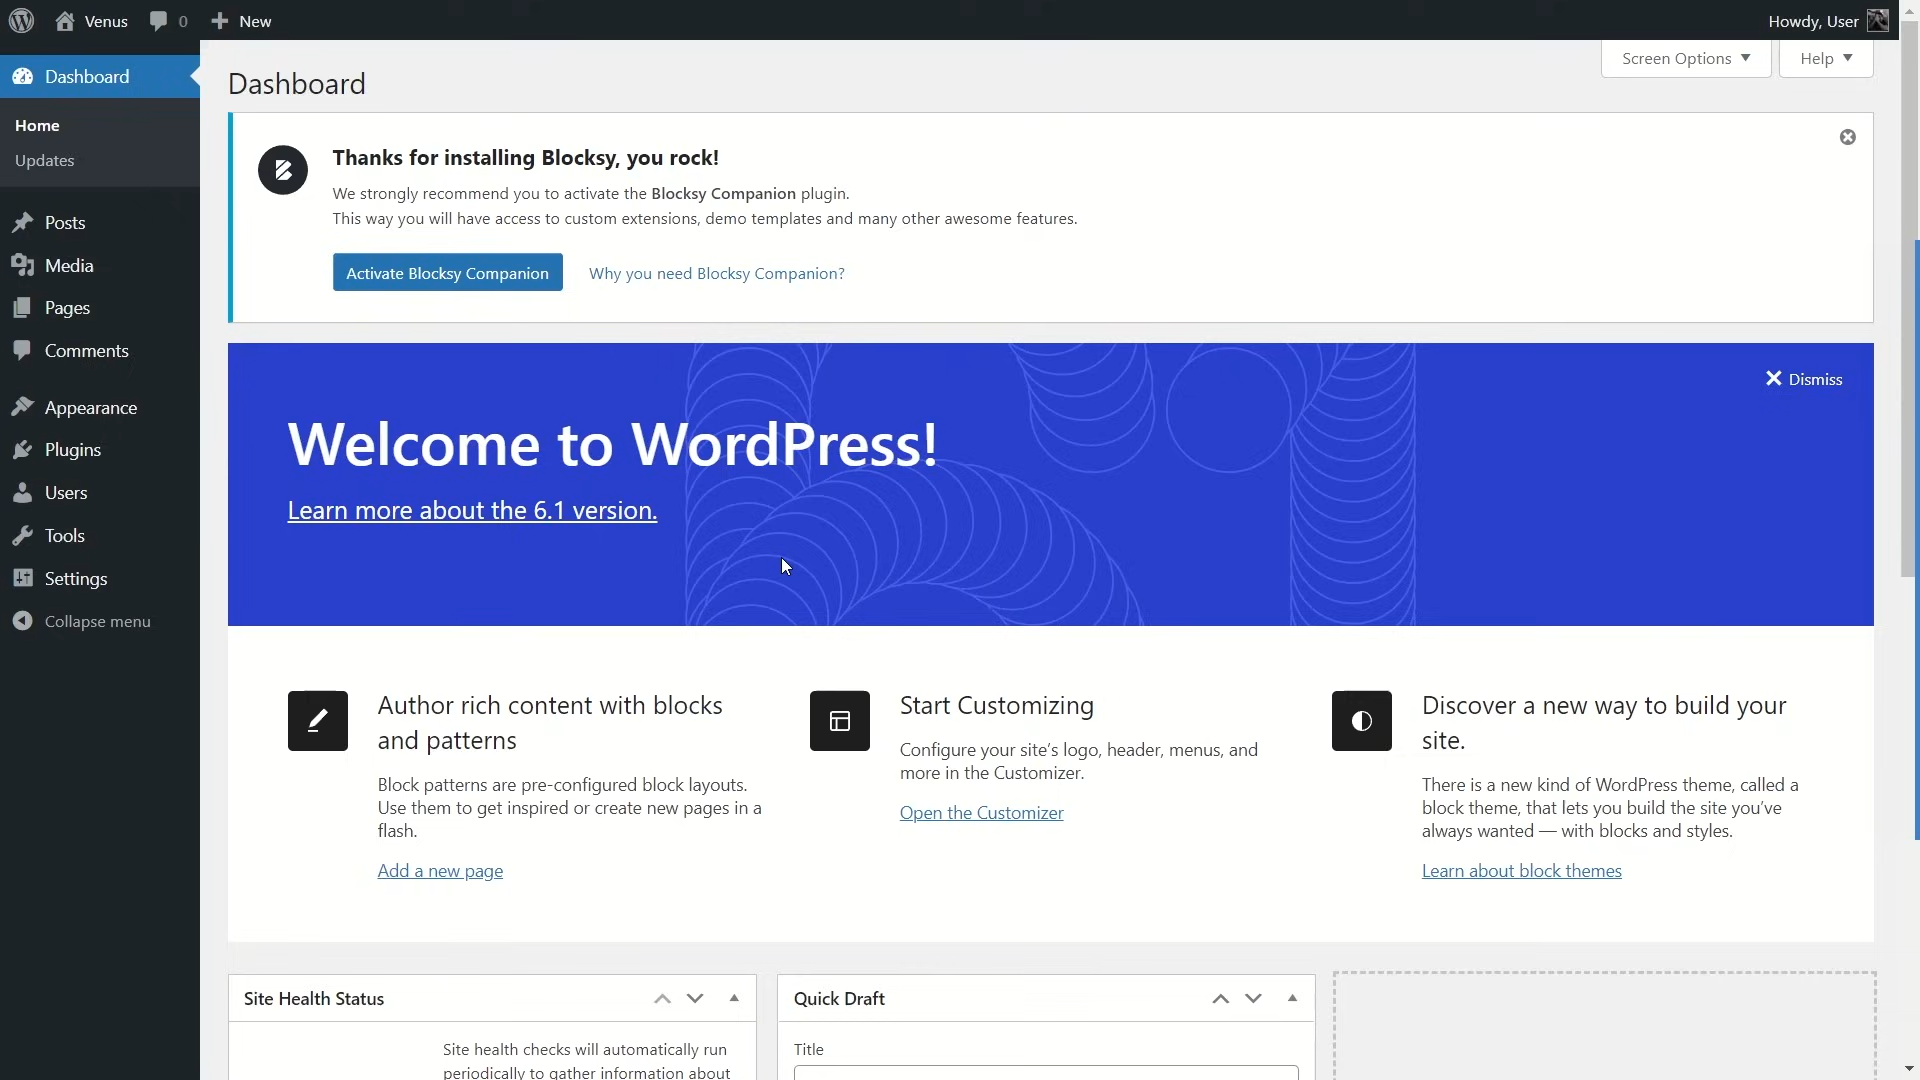 Venus
0
New
Howdy, User
Dashboard
Home
Updates
Posts
Media
Pages
Comments
Appearance
Plugins
Users
Tools
Settings
Collapse menu
Screen Options
Help
Dashboard
Thanks for installing Blocksy, you rock!
We strongly recommend you to activate the Blocksy Companion plugin.
This way you will have access to custom extensions, demo templates and many other awesome features.
Activate Blocksy Companion
Why you need Blocksy Companion?
Dismiss
Welcome to WordPress!
Learn more about the 6.1 version.
Author rich content with blocks
and patterns
Block patterns are pre-configured block layouts.
Use them to get inspired or create new pages in a
flash.
Add a new page
Start Customizing
Configure your site's logo, header, menus, and
more in the Customizer.
Open the Customizer
Discover a new way to build your
site.
There is a new kind of WordPress theme, called a
block theme, that lets you build the site you've
always wanted — with blocks and styles.
Learn about block themes
Site Health Status
Site health checks will automatically run
periodically to gather information about
Quick Draft
Title